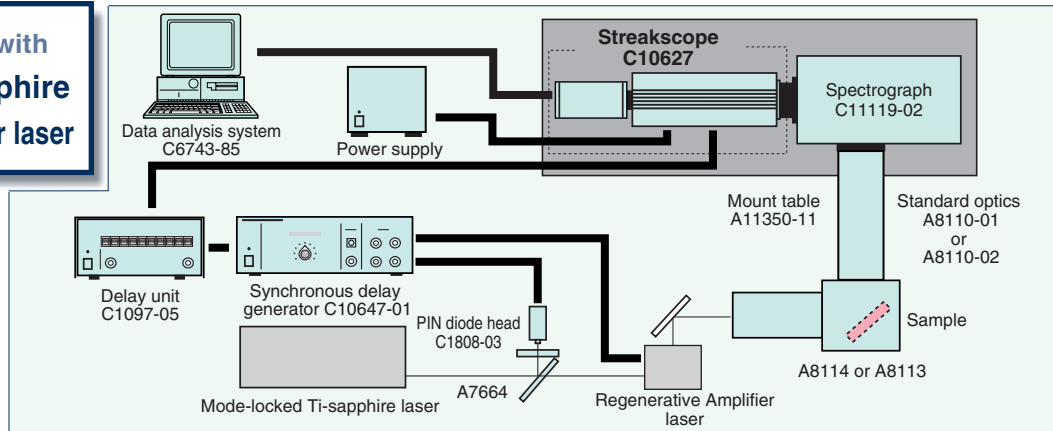 with
phire
r laser
Streakscope
C10627
Spectrograph
C11119-02
Data analysis system
C6743-85
Power supply
Mount table
A11350-11
Standard optics
A8110-01
or
A8110-02
Delay unit
C1097-05
Synchronous delay
generator C10647-01
PIN diode head
C1808-03
Sample
A8114 or A8113
A7664
Mode-locked Ti-sapphire laser
Regenerative Amplifier
laser